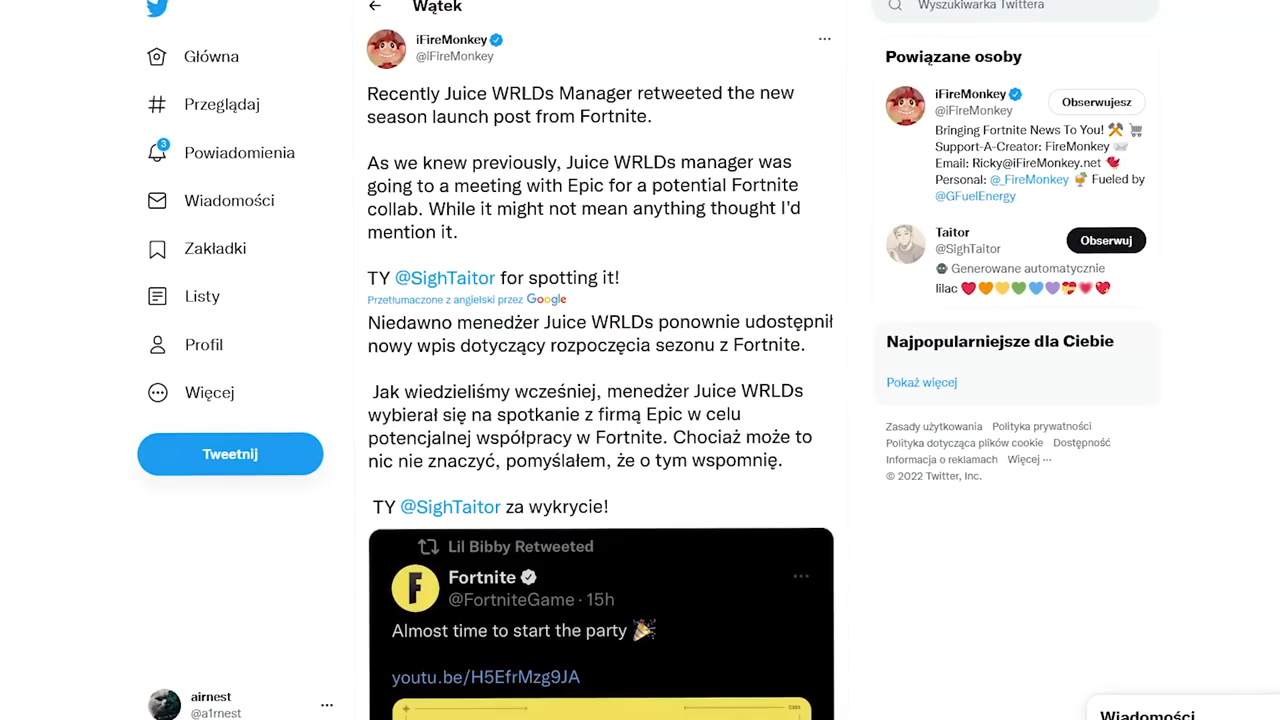 Wątek
Wyszukiwarka Twittera
Główna
Przeglądaj
3
Powiadomienia
Wiadomości
Zakładki
Listy
Profil
Więcej
Tweetnij
airnest
@a1rnest
iFireMonkey
@iFireMonkey
Recently Juice WRLDs Manager retweeted the new
season launch post from Fortnite.
As we knew previously, Juice WRLDs manager was
going to a meeting with Epic for a potential Fortnite
collab. While it might not mean anything thought I'd
mention it.
TY @SighTaitor for spotting it!
Przetłumaczone z angielski przez Google
Niedawno menedżer Juice WRLDs ponownie udostępnił
nowy wpis dotyczący rozpoczęcia sezonu z Fortnite.
Jak wiedzieliśmy wcześniej, menedżer Juice WRLDs
wybierał się na spotkanie z firmą Epic w celu
potencjalnej współpracy w Fortnite. Chociaż może to
nic nie znaczyć, pomyślałem, że o tym wspomnię.
TY @SighTaitor za wykrycie!
Lil Bibby Retweeted
F
Fortnite
@FortniteGame · 15h
Almost time to start the party 🎉
youtu.be/H5EfrMzg9JA
Powiązane osoby
iFireMonkey
@iFireMonkey
Obserwujesz
Bringing Fortnite News To You! ⚒️ 🛒
Support-A-Creator: FireMonkey 📨
Email: Ricky@iFireMonkey.net 🐦
Personal: @_FireMonkey 🍹 Fueled by
@GFuelEnergy
Taitor
@SighTaitor
Obserwuj
🤖 Generowane automatycznie
lilac ❤️🧡💛💚💙💜💝💗💖
Najpopularniejsze dla Ciebie
Pokaż więcej
Zasady użytkowania Polityka prywatności
Polityka dotycząca plików cookie Dostępność
Informacja o reklamach Więcej ···
© 2022 Twitter, Inc.
Wiadomości